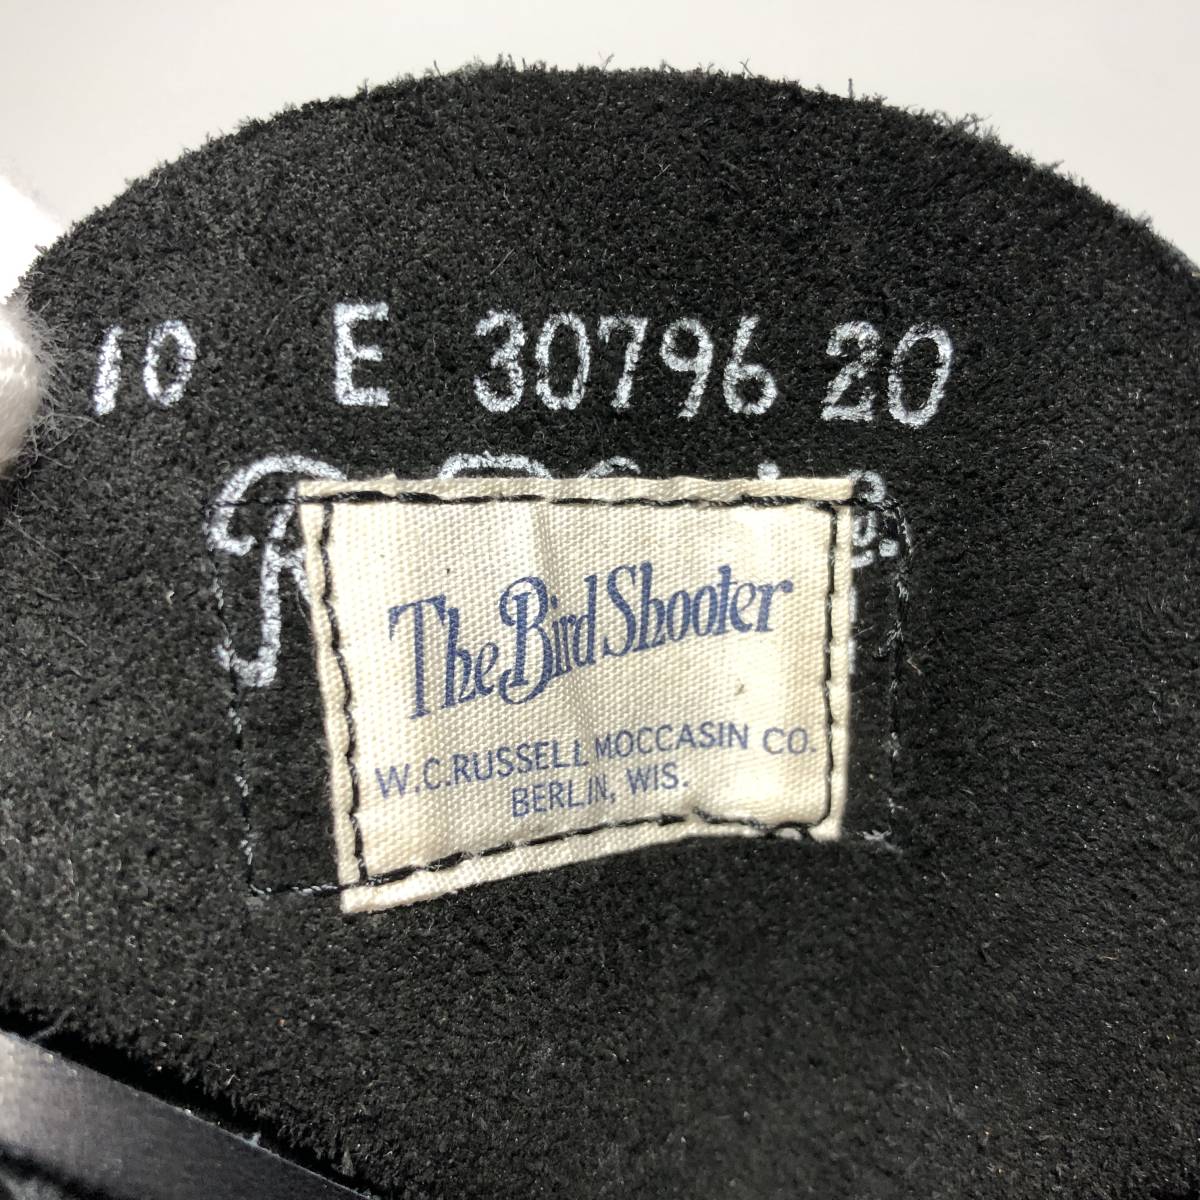 10 E 30796 20
The Bird Shooter
W.C. RUSSELL MOCCASIN CO.
BERLIN, WIS.